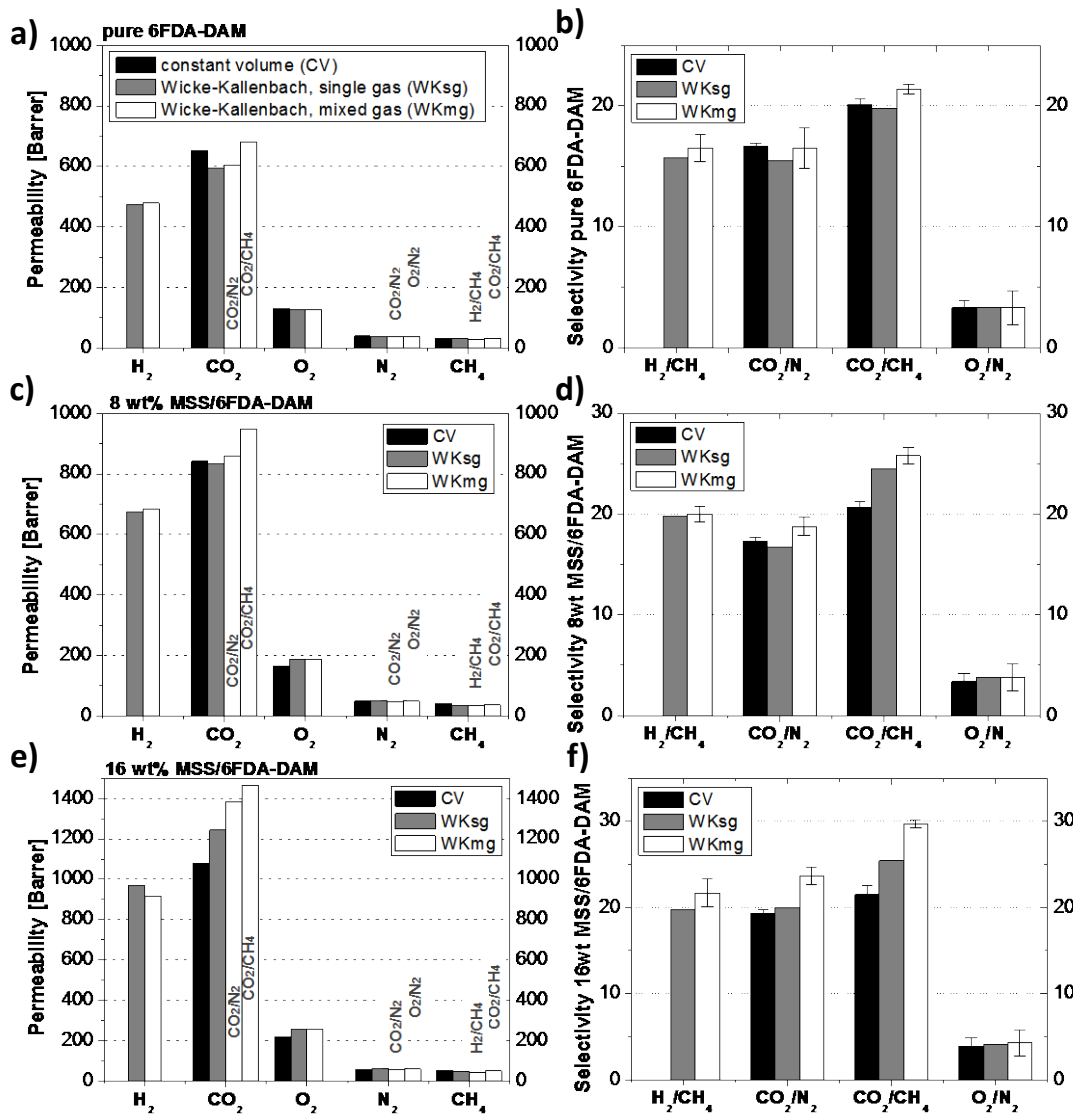 a) pure 6FDA-DAM
1000 1000
constant volume (CV)
Wicke-Kallenbach, single gas (WKsg)
Wicke-Kallenbach, mixed gas (WKmg)
800 800
600 600
400 400
200 200
0 0
Permeability [Barrer]
CO2/N2
CO2/CH4
CO2/N2
O2/N2
H2/CH4
CO2/CH4
H2 CO2 O2 N2 CH4
b)
CV
WKsg
WKmg
20 20
10 10
0 0
Selectivity pure 6FDA-DAM
H2/CH4 CO2/N2 CO2/CH4 O2/N2
c) 8 wt% MSS/6FDA-DAM
1000 1000
CV
WKsg
WKmg
800 800
600 600
400 400
200 200
0 0
Permeability [Barrer]
CO2/N2
CO2/CH4
CO2/N2
O2/N2
H2/CH4
CO2/CH4
H2 CO2 O2 N2 CH4
d)
30 30
CV
WKsg
WKmg
20 20
10 10
0 0
Selectivity 8wt MSS/6FDA-DAM
H2/CH4 CO2/N2 CO2/CH4 O2/N2
e) 16 wt% MSS/6FDA-DAM
1400 1400
CV
WKsg
WKmg
1200 1200
1000 1000
800 800
600 600
400 400
200 200
0 0
Permeability [Barrer]
CO2/N2
CO2/CH4
CO2/N2
O2/N2
H2/CH4
CO2/CH4
H2 CO2 O2 N2 CH4
f)
CV
WKsg
WKmg
30 30
20 20
10 10
0 0
Selectivity 16wt MSS/6FDA-DAM
H2/CH4 CO2/N2 CO2/CH4 O2/N2